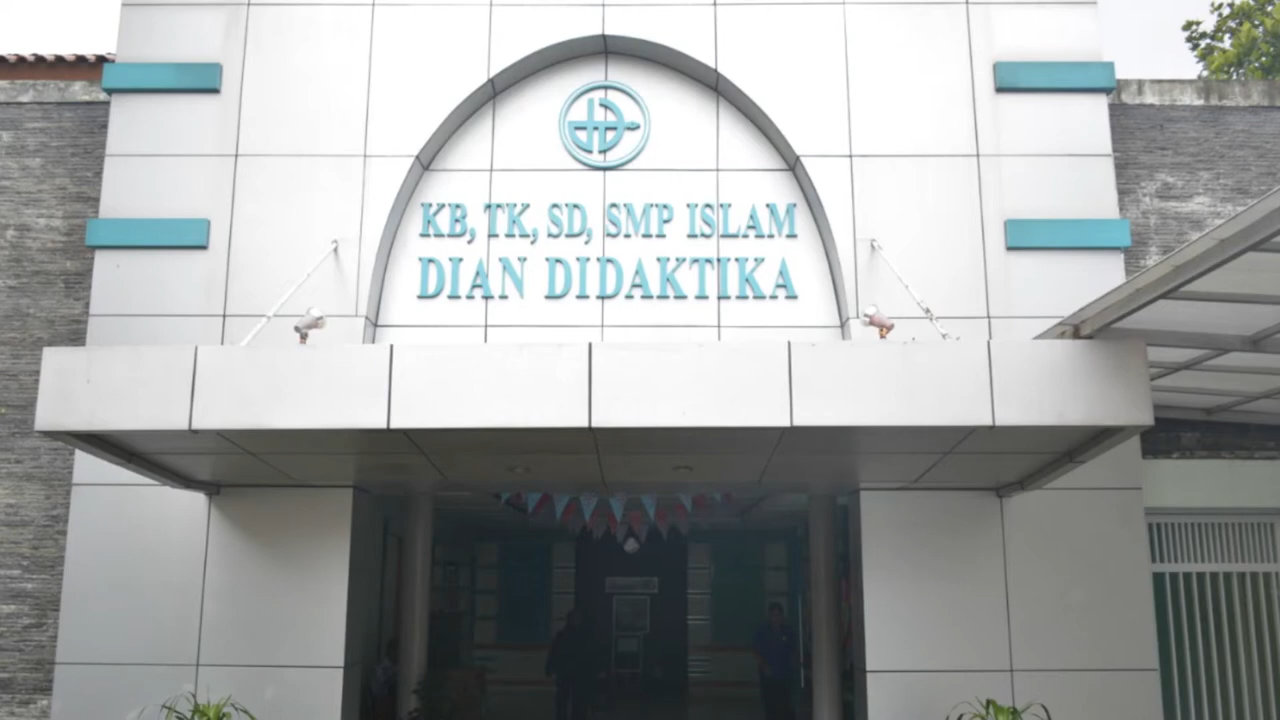 KB, TK, SD, SMP ISLAM
DIAN DIDAKTIKA